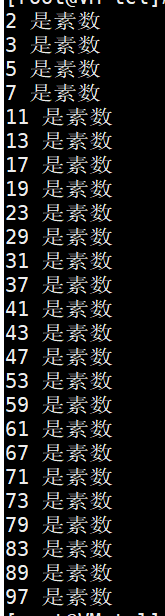 2 是素数
3 是素数
5 是素数
7 是素数
11 是素数
13 是素数
17 是素数
19 是素数
23 是素数
29 是素数
31 是素数
37 是素数
41 是素数
43 是素数
47 是素数
53 是素数
59 是素数
61 是素数
67 是素数
71 是素数
73 是素数
79 是素数
83 是素数
89 是素数
97 是素数